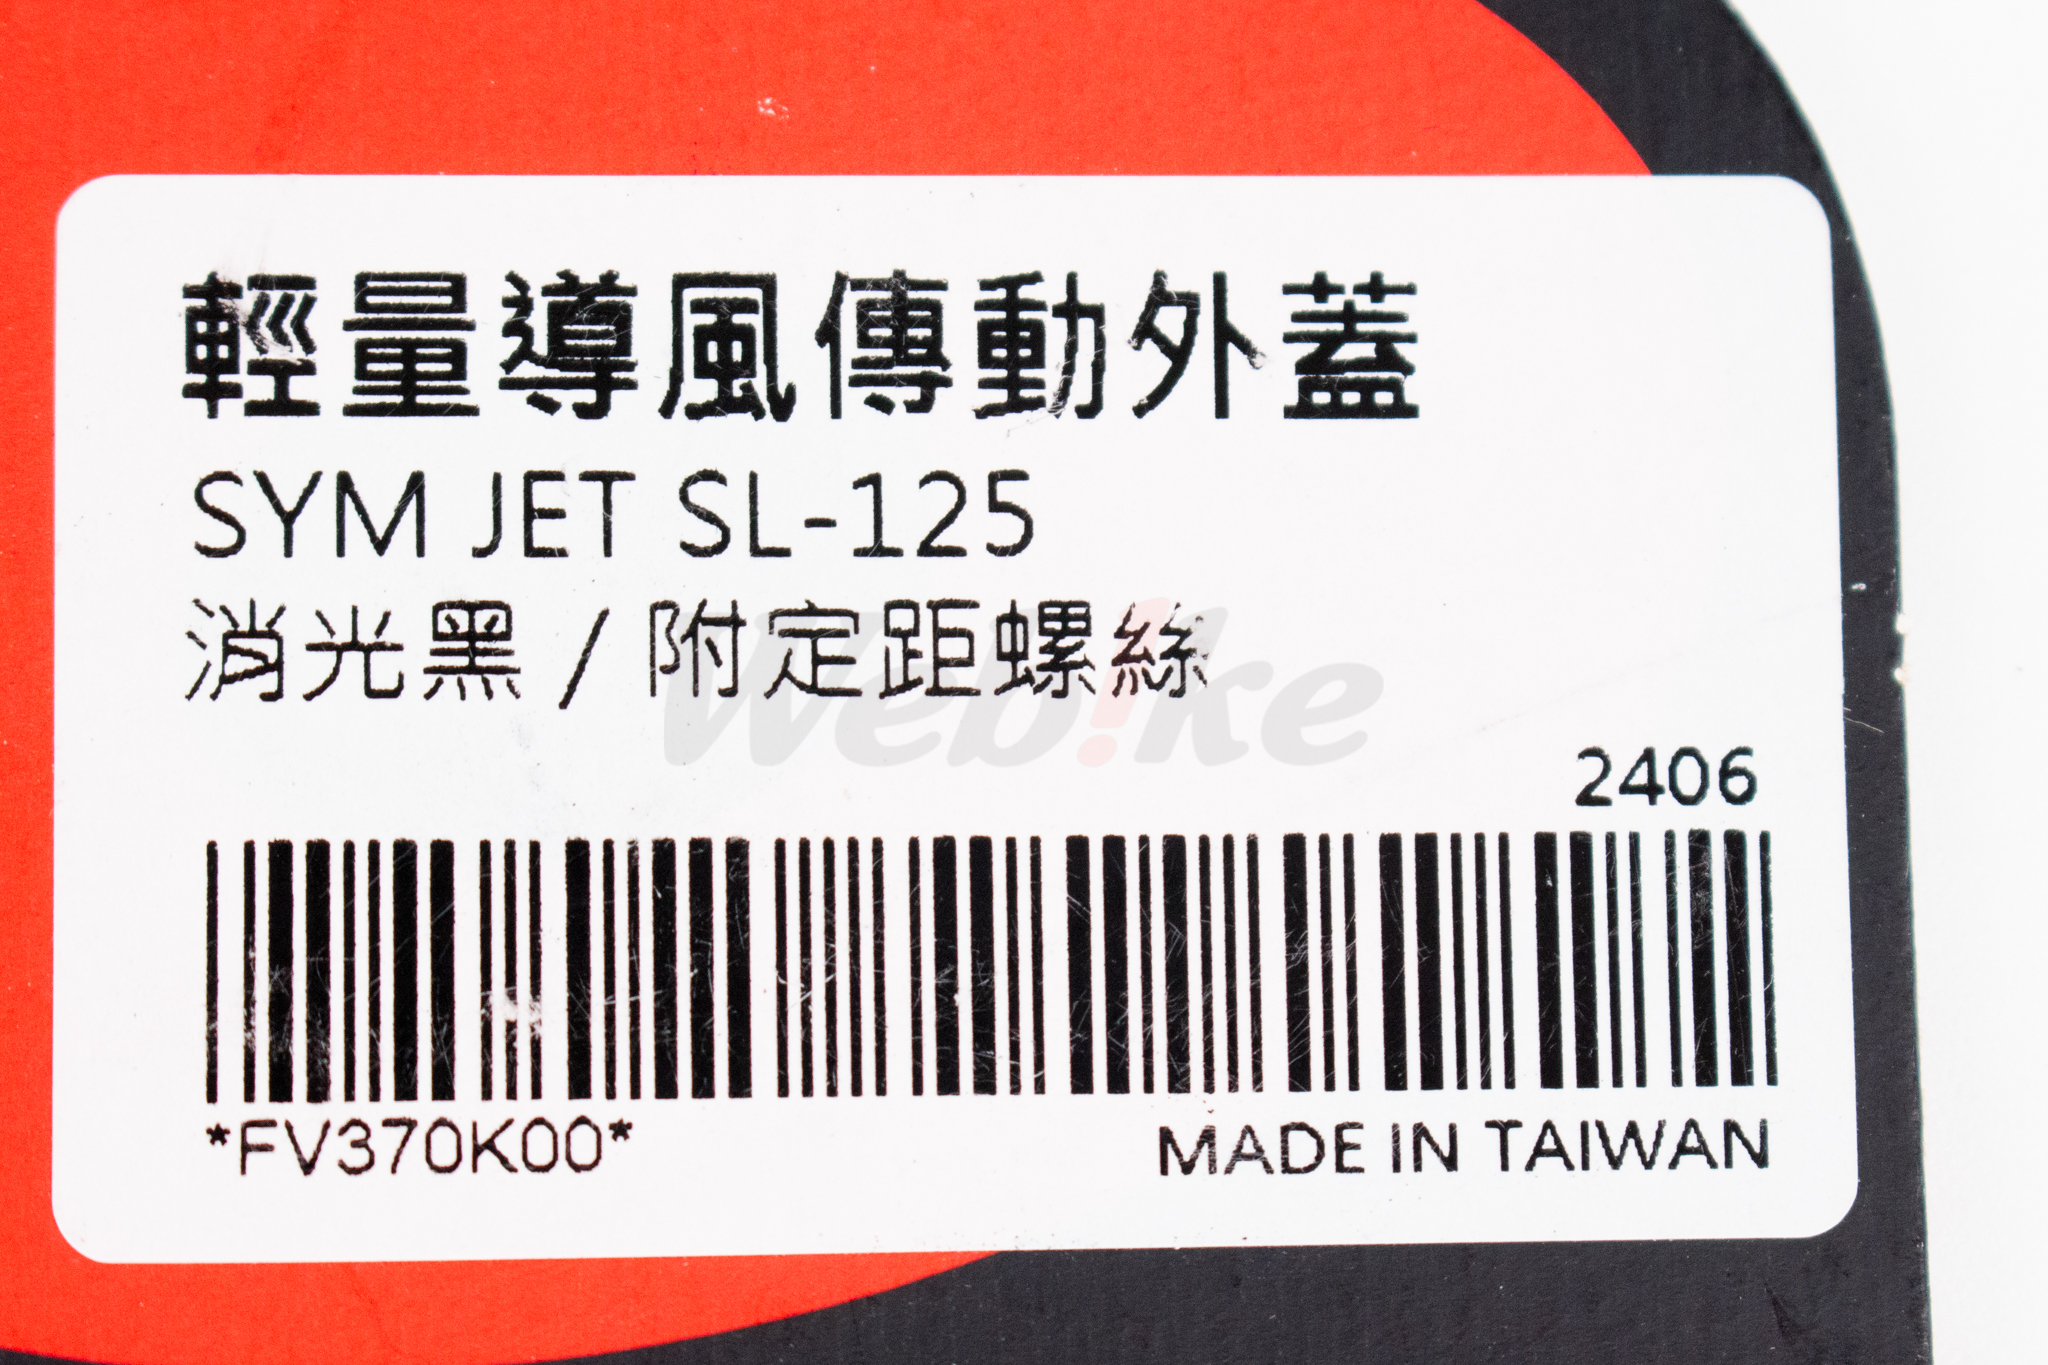 輕量導風傳動外蓋
SYM JET SL-125
消光黑 / 附定距螺絲
Webike
2406
*FV370K00*
MADE IN TAIWAN